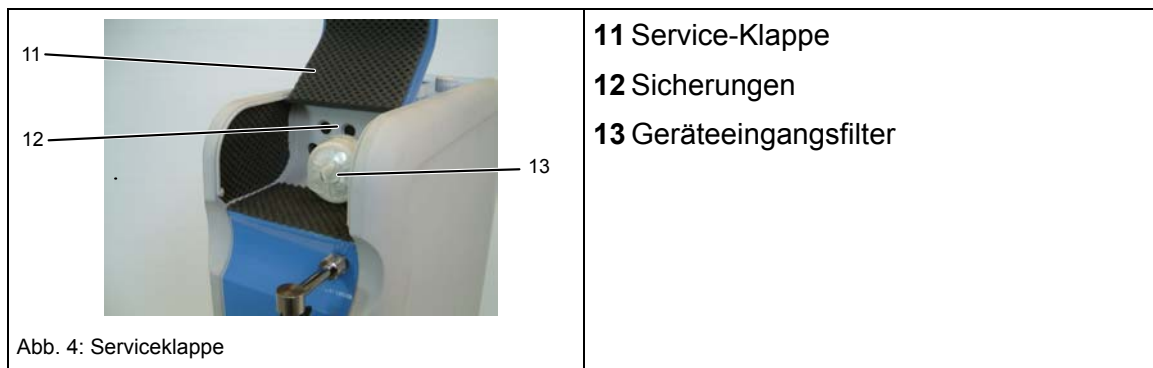 11
12
13
Abb. 4: Serviceklappe
11 Service-Klappe
12 Sicherungen
13 Geräteeingangsfilter